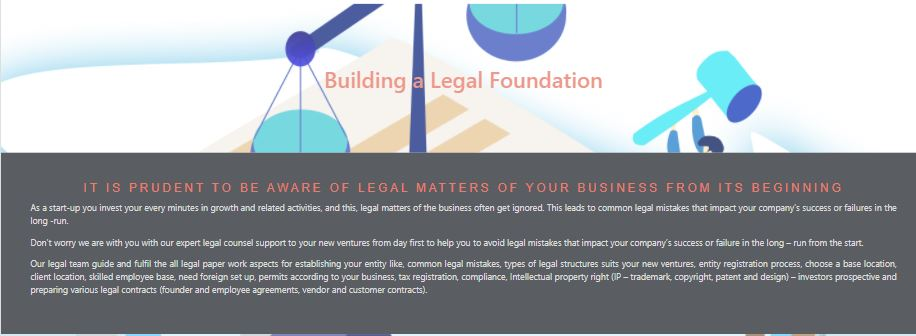 Building a Legal Foundation
IT IS PRUDENT TO BE AWARE OF LEGAL MATTERS OF YOUR BUSINESS FROM ITS BEGINNING
As a start-up you invest your every minutes in growth and related activities, and this, legal matters of the business often get ignored. This leads to common legal mistakes that impact your company's success or failures in the
long -run.
Don't worry we are with you with our expert legal counsel support to your new ventures from day first to help you to avoid legal mistakes that impact your company's success or failure in the long – run from the start.
Our legal team guide and fulfil the all legal paper work aspects for establishing your entity like, common legal mistakes, types of legal structures suits your new ventures, entity registration process, choose a base location,
client location, skilled employee base, need foreign set up, permits according to your business, tax registration, compliance, Intellectual property right (IP – trademark, copyright, patent and design) – investors prospective and
preparing various legal contracts (founder and employee agreements, vendor and customer contracts).